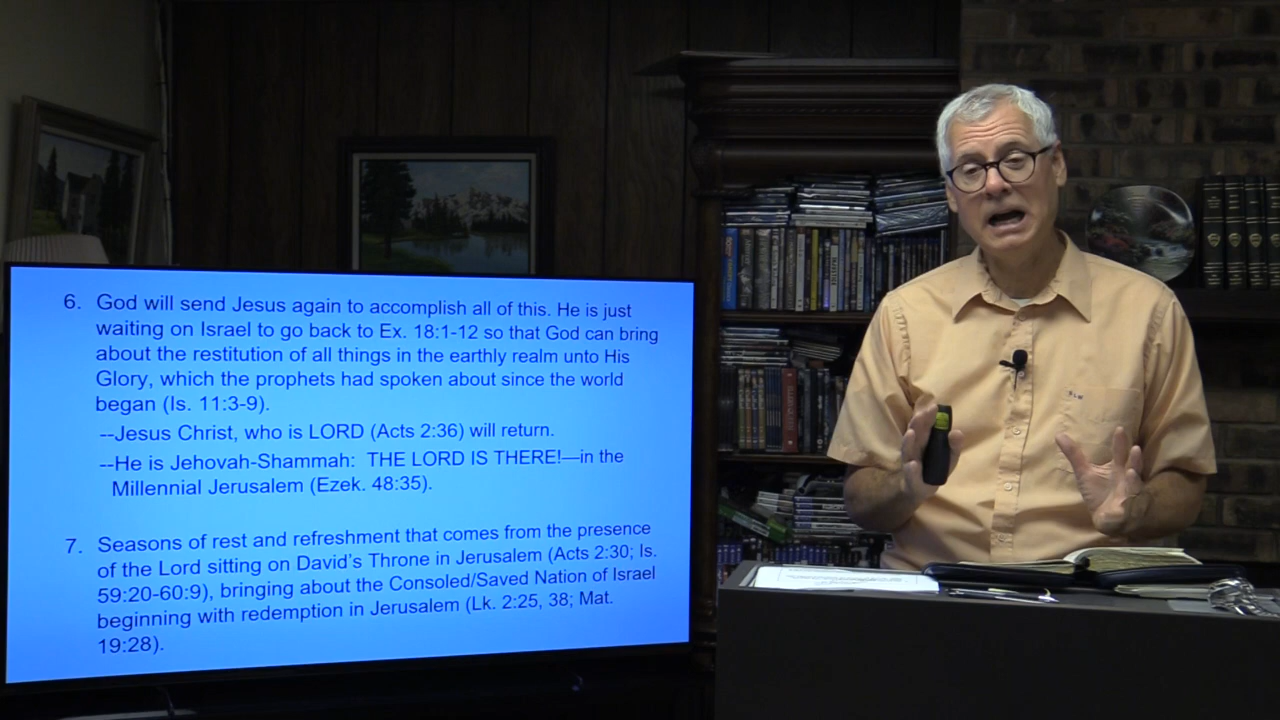 6. God will send Jesus again to accomplish all of this. He is just
waiting on Israel to go back to Ex. 18:1-12 so that God can bring
about the restitution of all things in the earthly realm unto His
Glory, which the prophets had spoken about since the world
began (Is. 11:3-9).
--Jesus Christ, who is LORD (Acts 2:36) will return.
--He is Jehovah-Shammah: THE LORD IS THERE!—in the
Millennial Jerusalem (Ezek. 48:35).
7. Seasons of rest and refreshment that comes from the presence
of the Lord sitting on David's Throne in Jerusalem (Acts 2:30; Is.
59:20-60:9), bringing about the Consoled/Saved Nation of Israel
beginning with redemption in Jerusalem (Lk. 2:25, 38; Mat.
19:28).